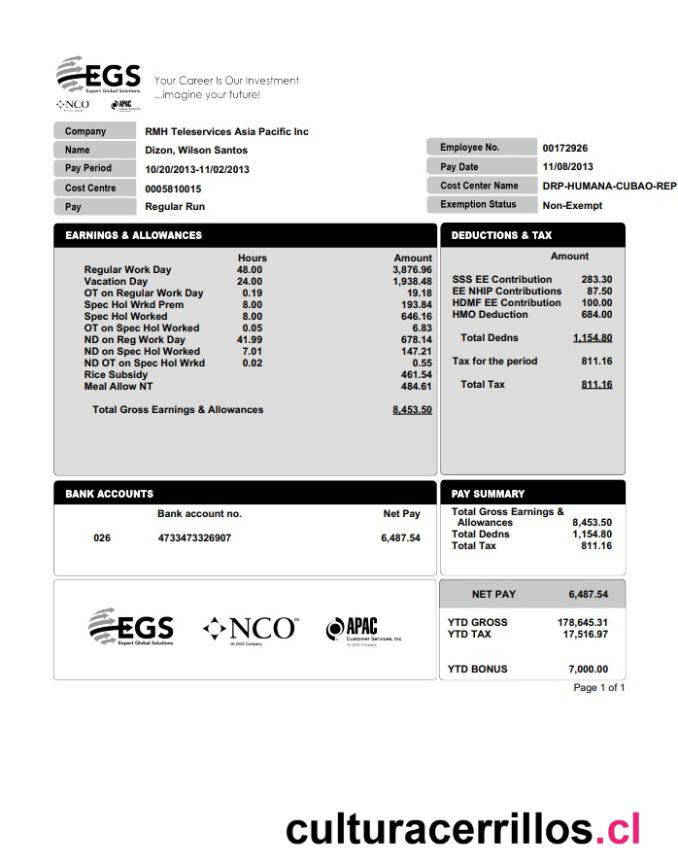 EGS
Expert Global Solutions
Your Career Is Our Investment
...imagine your future!
NCO APAC
Company RMH Teleservices Asia Pacific Inc
Name Dizon, Wilson Santos
Pay Period 10/20/2013-11/02/2013
Cost Centre 0005810015
Pay Regular Run
Employee No. 00172926
Pay Date 11/08/2013
Cost Center Name DRP-HUMANA-CUBAO-REP
Exemption Status Non-Exempt
EARNINGS & ALLOWANCES
Hours Amount
Regular Work Day 48.00 3,876.96
Vacation Day 24.00 1,938.48
OT on Regular Work Day 0.19 19.18
Spec Hol Wrkd Prem 8.00 193.84
Spec Hol Worked 8.00 646.16
OT on Spec Hol Worked 0.05 6.83
ND on Reg Work Day 41.99 678.14
ND on Spec Hol Worked 7.01 147.21
ND OT on Spec Hol Wrkd 0.02 0.55
Rice Subsidy 461.54
Meal Allow NT 484.61
Total Gross Earnings & Allowances 8,453.50
DEDUCTIONS & TAX
Amount
SSS EE Contribution 283.30
EE NHIP Contributions 87.50
HDMF EE Contribution 100.00
HMO Deduction 684.00
Total Dedns 1,154.80
Tax for the period 811.16
Total Tax 811.16
BANK ACCOUNTS
Bank account no. Net Pay
026 4733473326907 6,487.54
PAY SUMMARY
Total Gross Earnings &
Allowances 8,453.50
Total Dedns 1,154.80
Total Tax 811.16
EGS
Expert Global Solutions
NCO
An EGS Company
APAC
Customer Services, Inc.
An EGS Company
NET PAY 6,487.54
YTD GROSS 178,645.31
YTD TAX 17,516.97
YTD BONUS 7,000.00
Page 1 of 1
culturacerrillos.cl